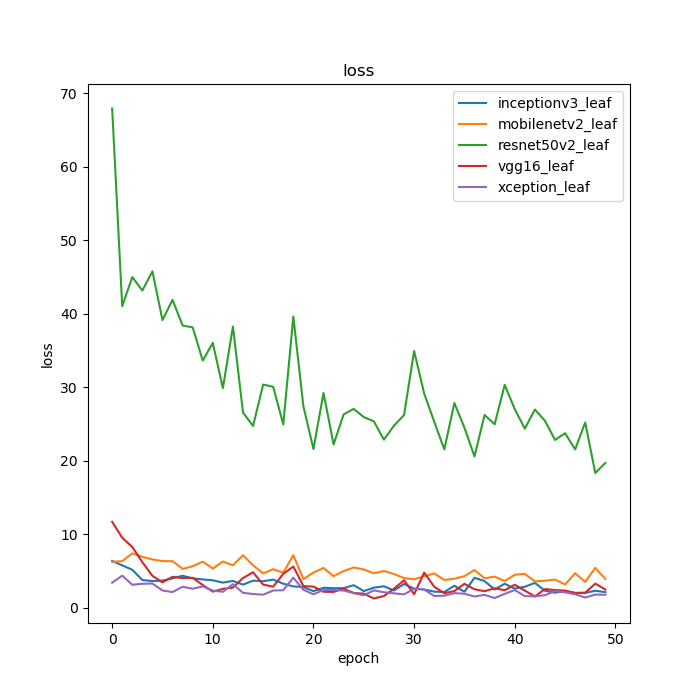 loss
70
60
50
40
30
20
10
0
loss
0
10
20
30
40
50
epoch
inceptionv3_leaf
mobilenetv2_leaf
resnet50v2_leaf
vgg16_leaf
xception_leaf